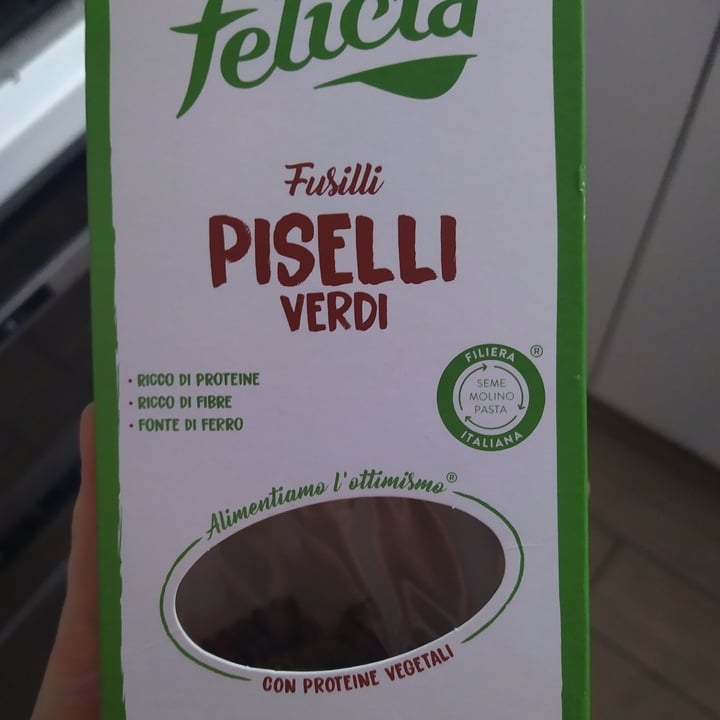 felicia
Fusilli
PISELLI
VERDI
• RICCO DI PROTEINE
• RICCO DI FIBRE
• FONTE DI FERRO
FILIERA ®
SEME
MOLINO
PASTA
ITALIANA
Alimentiamo l'ottimismo®
CON PROTEINE VEGETALI